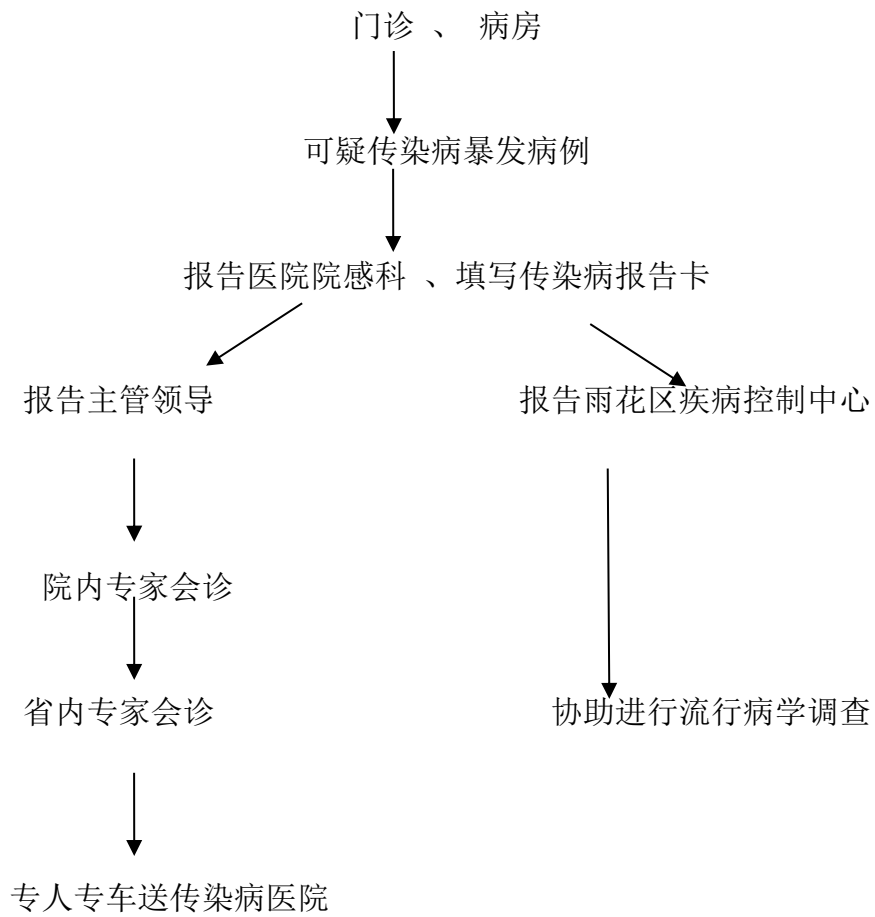 门诊 、 病房
可疑传染病暴发病例
报告医院院感科 、填写传染病报告卡
报告主管领导
报告雨花区疾病控制中心
院内专家会诊
省内专家会诊
协助进行流行病学调查
专人专车送传染病医院